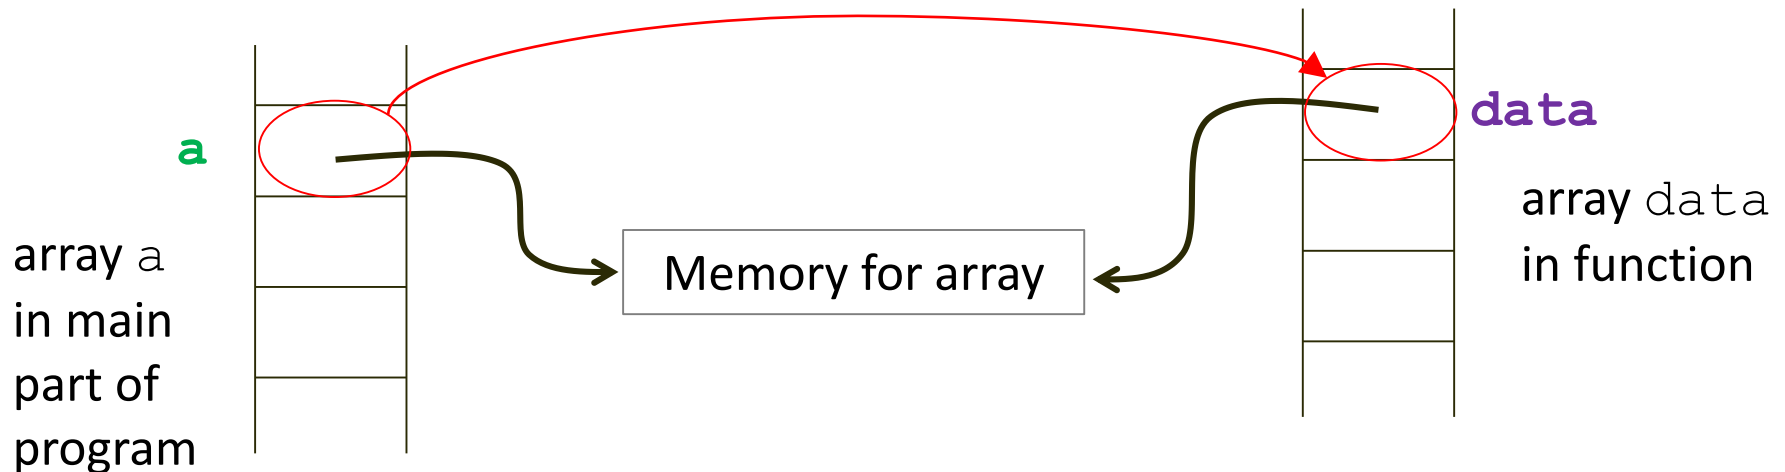 a
array a
in main
part of
program
Memory for array
data
array data
in function